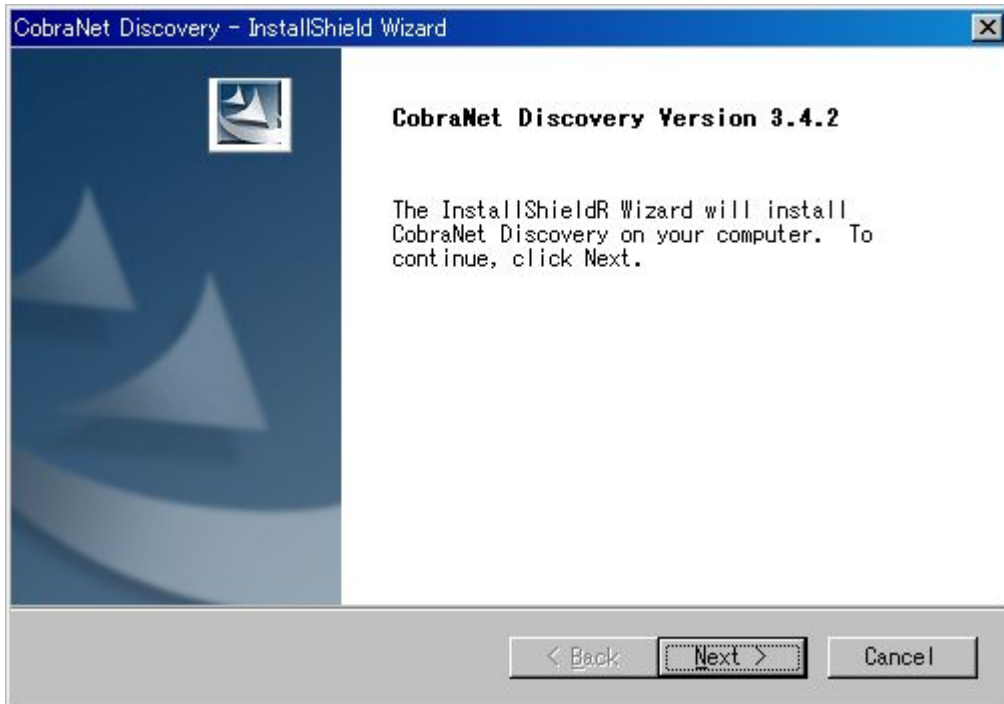 CobraNet Discovery - InstallShield Wizard
CobraNet Discovery Version 3.4.2
The InstallShieldR Wizard will install
CobraNet Discovery on your computer.  To
continue, click Next.
< Back
Next >
Cancel